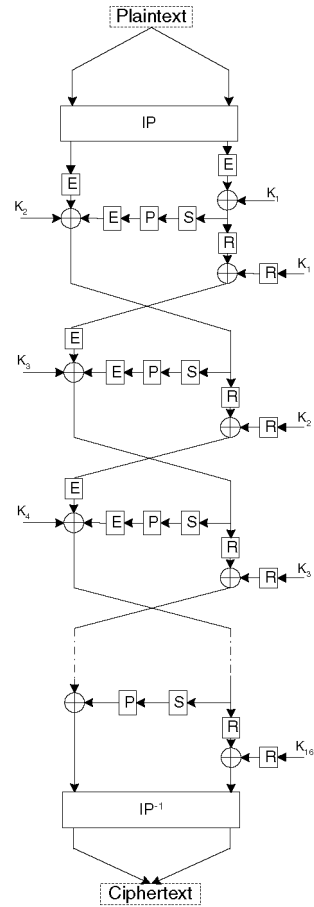 Plaintext
IP
E
E
K1
K2
E P S
R
R K1
E
K3
E P S
R
R K2
E
K4
E P S
R
R K3
P S
R
R K16
IP-1
Ciphertext